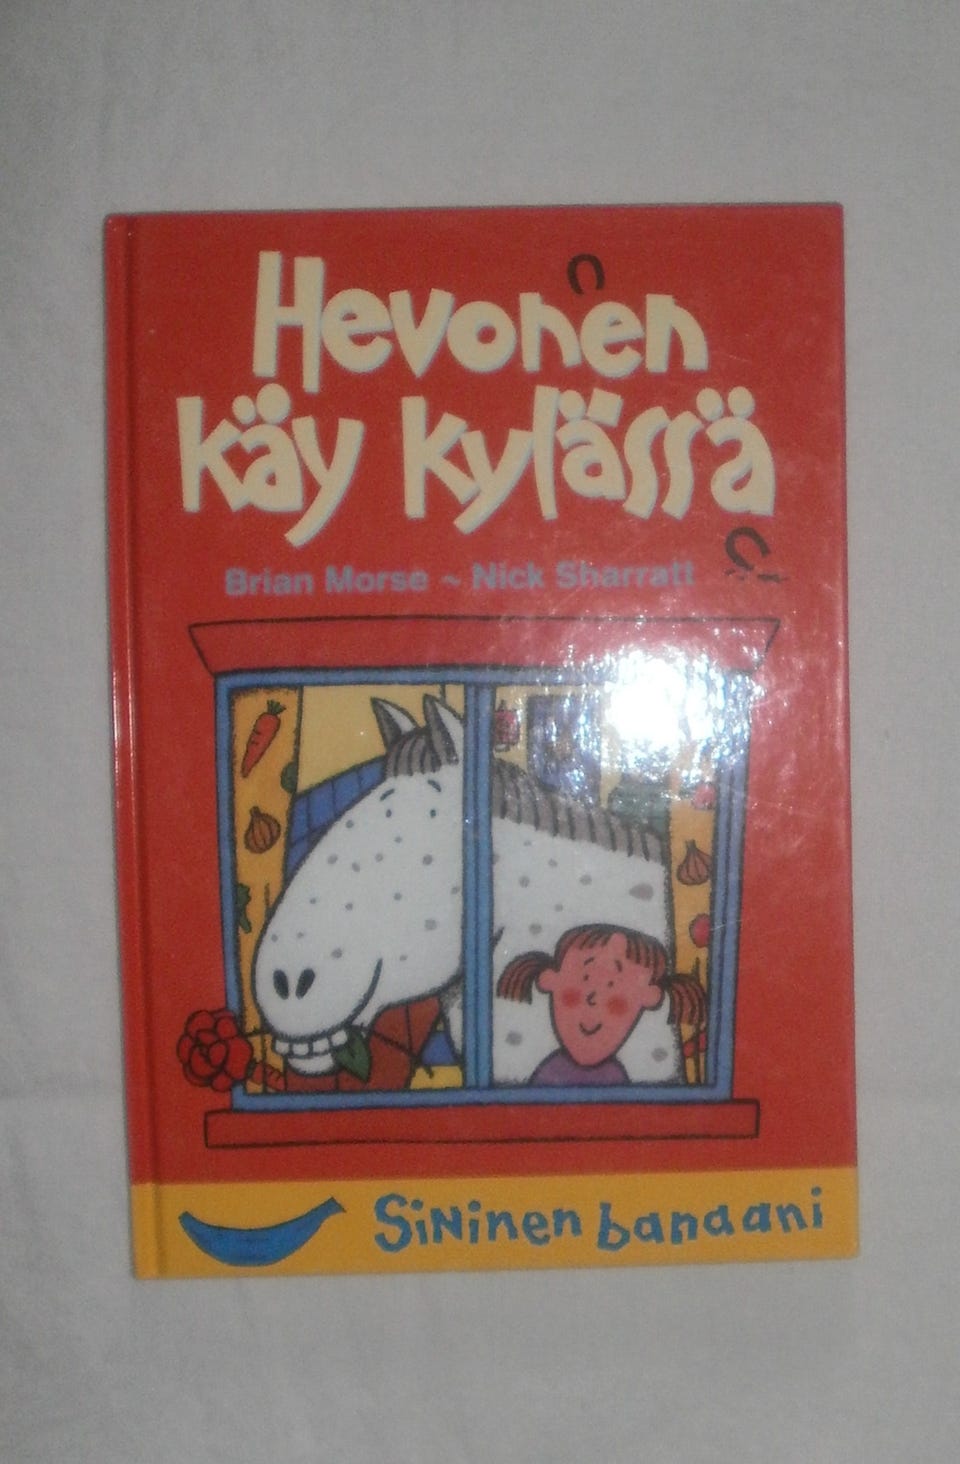 Hevonen
käy kylässä
Brian Morse ~ Nick Sharratt
Sininen banaani